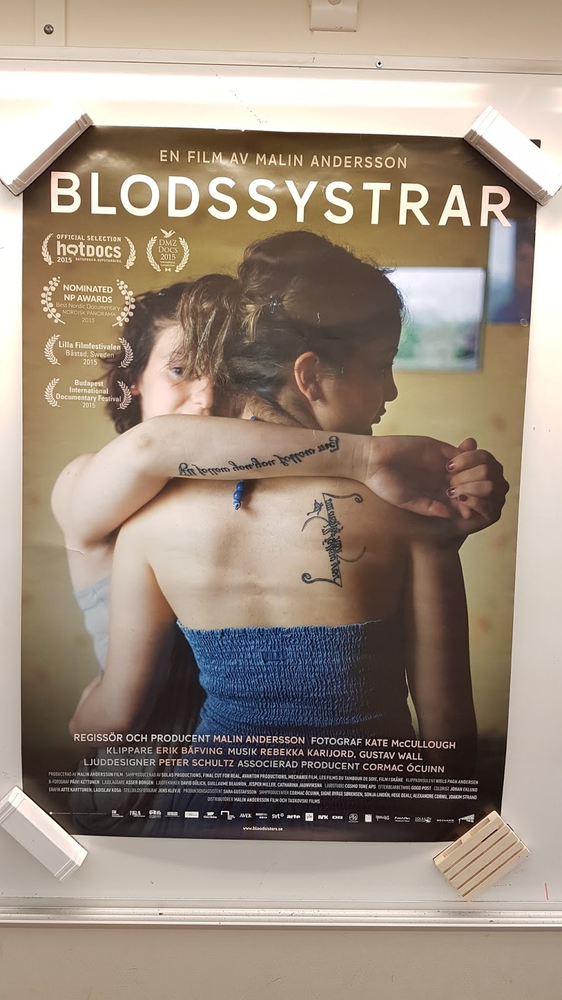 EN FILM AV MALIN ANDERSSON
BLODSSYSTRAR
OFFICIAL SELECTION
hotDOCS
2015 OUTSPOKEN. OUTSTANDING.
DMZ
DOCS
2015
International
Competition
NOMINATED
NP AWARDS
Best Nordic Documentary
NORDISK PANORAMA
2015
Lilla Filmfestivalen
Båstad, Sweden
2015
Budapest
International
Documentary Festival
2015
REGISSÖR OCH PRODUCENT MALIN ANDERSSON FOTOGRAF KATE McCULLOUGH
KLIPPARE ERIK BÄFVING MUSIK REBEKKA KARIJORD, GUSTAV WALL
LJUDDESIGNER PETER SCHULTZ ASSOCIERAD PRODUCENT CORMAC ÓCUINN
PRODUCERAD AV MALIN ANDERSSON FILM SAMPRODUCERAD AV SOLAS PRODUCTIONS, FINAL CUT FOR REAL, AVANTON PRODUCTIONS, MECHANIX FILM, LES FILMS DU TAMBOUR DE SOIE, FILM I SKÅNE KLIPPKONSULENT NIELS PAGH ANDERSEN
B-FOTOGRAF PÄIVI KETTUNEN LJUDLÄGGARE ASSER BORGEN LJUDTEKNIKER DAVID GÜLICH, GUILLAUME BEAURON, JESPER MILLER, CATHARINA JAUNVIKSNA LJUDSTUDIO COSMO TONE APS EFTERBEARBETNING GOOD POST COLORIST JOHAN EKLUND
GRAFIK ATTE KARTTUNEN, LADISLAV KOSA STILLBILDSFOTOGRAF JENS KLEVJE PRODUKTIONSASSISTENT SARA GUSTAFSSON SAMPRODUCENTER CORMAC ÓCUINN, SIGNE BYRGE SØRENSEN, SONJA LINDÉN, HEGE DEHLI, ALEXANDRE CORNU, JOAKIM STRAND
DISTRIBUTÖRER MALIN ANDERSSON FILM OCH TASKOVSKI FILMS
AVEK svt arte yle NRK DR MECHANIX
www.bloodsisters.se